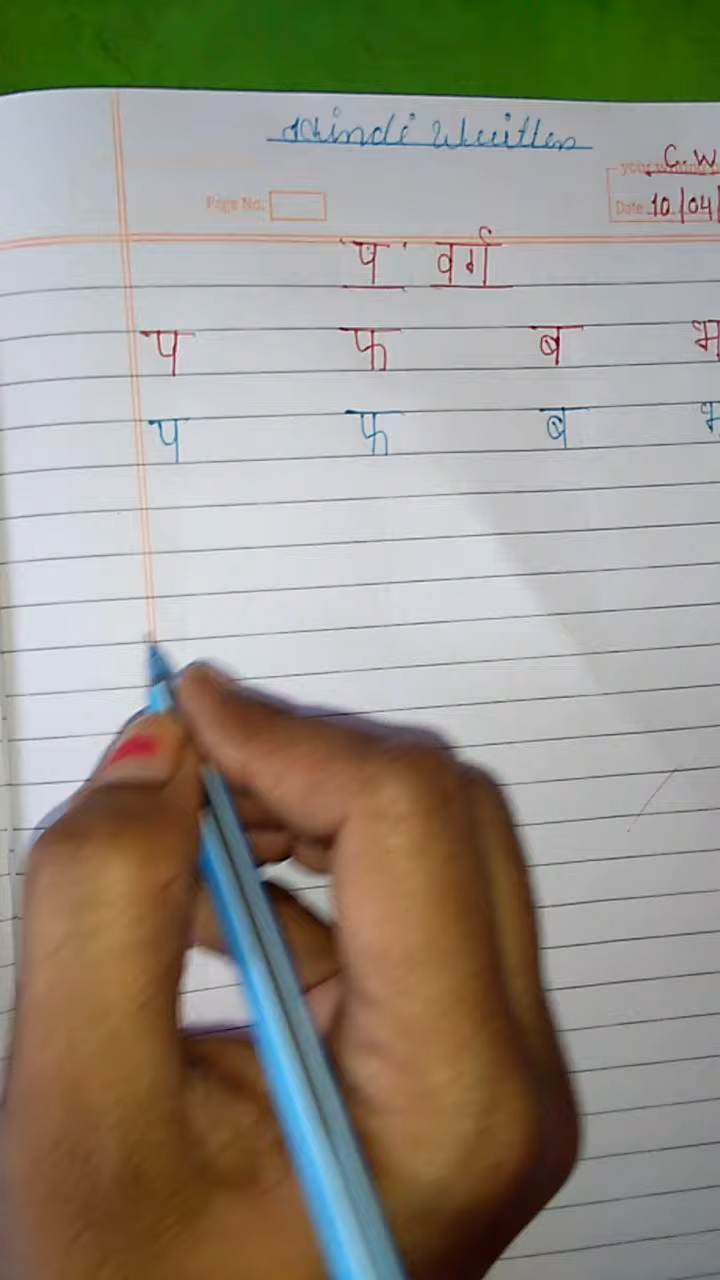 Hindi Written
C.W
Page No.
Date 10/04/
'प' वर्ग
प फ ब भ
प फ ब भ